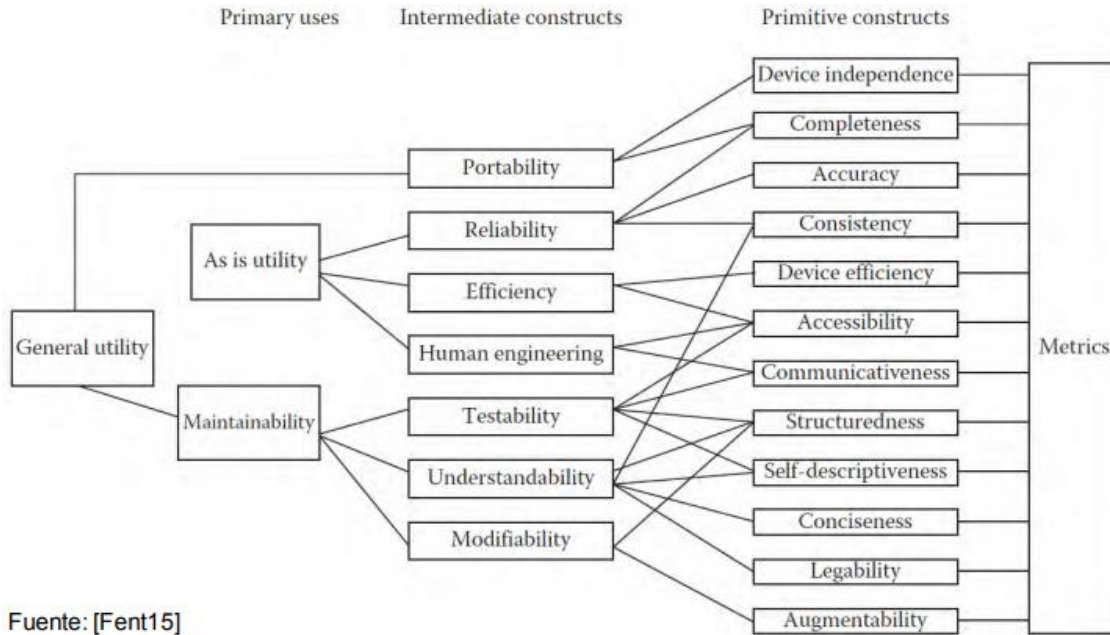 Primary uses
Intermediate constructs
Primitive constructs
General utility
As is utility
Maintainability
Portability
Reliability
Efficiency
Human engineering
Testability
Understandability
Modifiability
Device independence
Completeness
Accuracy
Consistency
Device efficiency
Accessibility
Communicativeness
Structuredness
Self-descriptiveness
Conciseness
Legability
Augmentability
Metrics
Fuente: [Fent15]